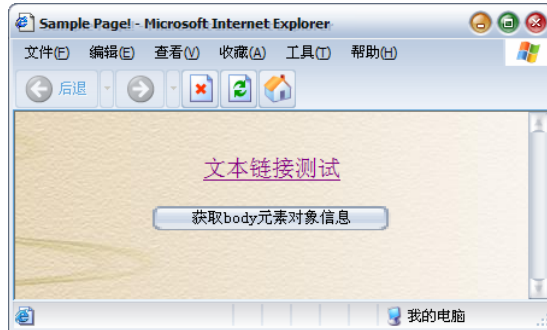 Sample Page! - Microsoft Internet Explorer
文件(F) 编辑(E) 查看(V) 收藏(A) 工具(T) 帮助(H)
后退
文本链接测试
获取body元素对象信息
我的电脑